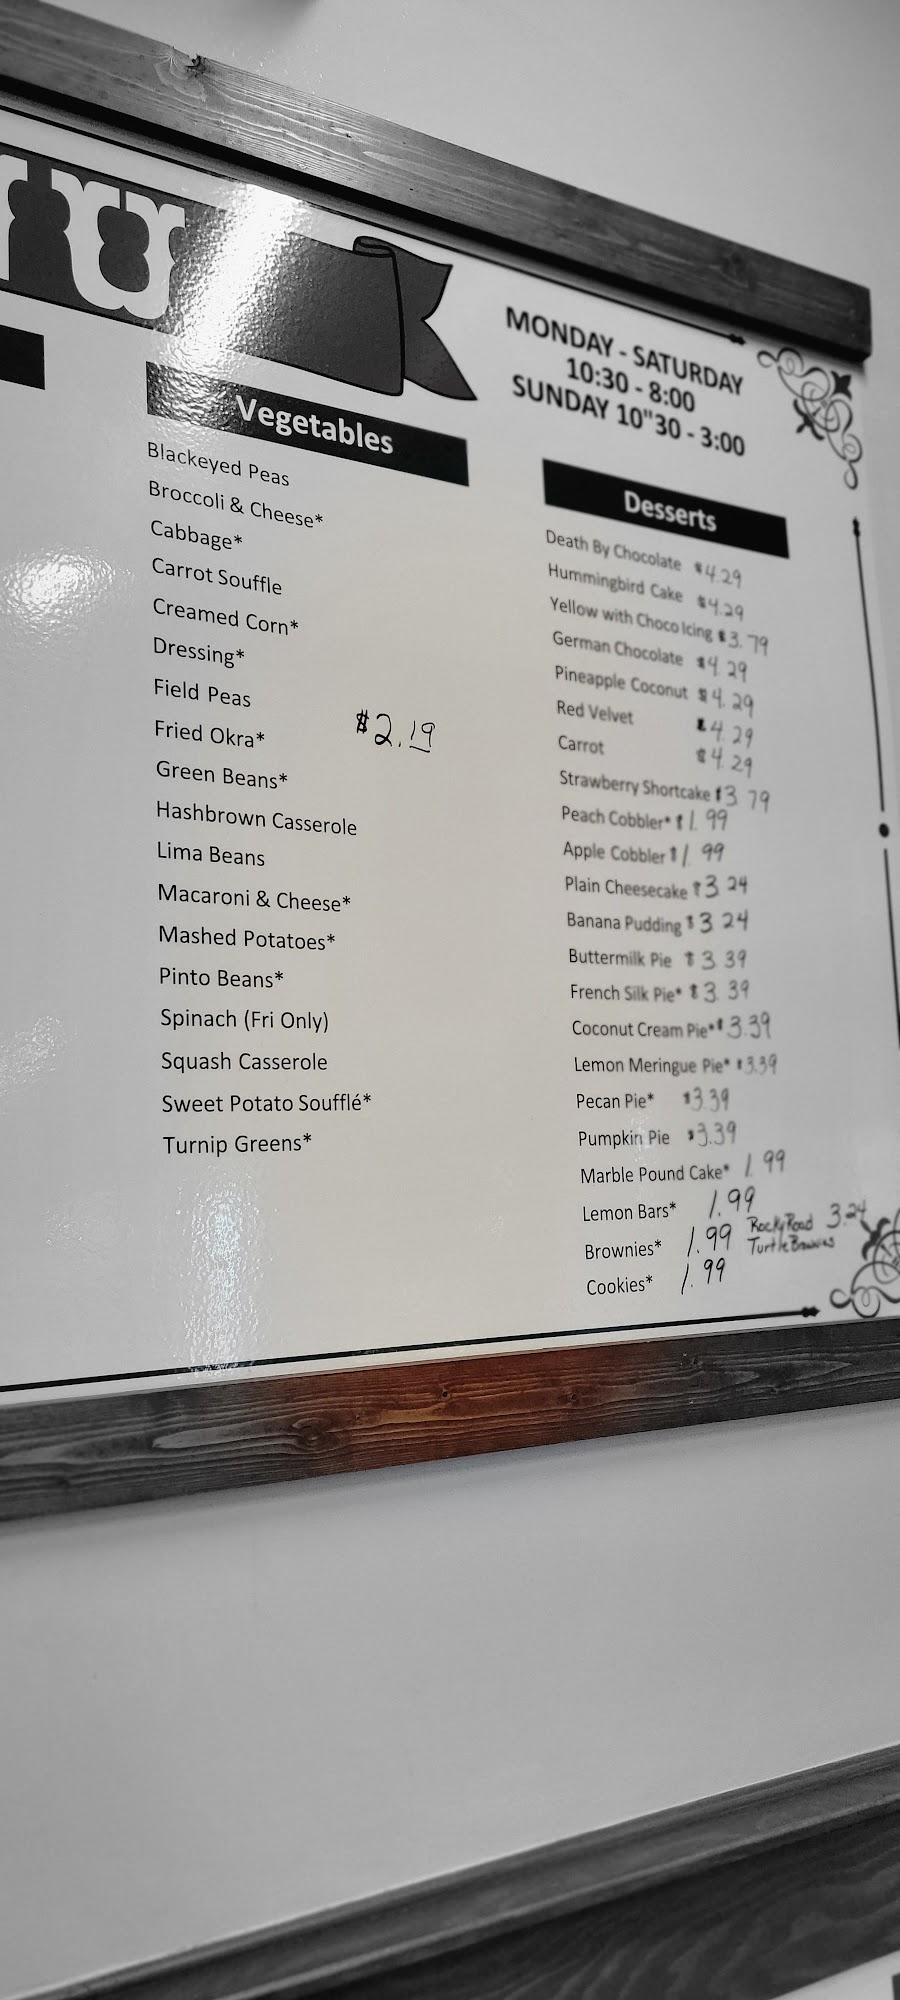 NU
MONDAY - SATURDAY
10:30 - 8:00
SUNDAY 10"30 - 3:00
Vegetables
Blackeyed Peas
Broccoli & Cheese*
Cabbage*
Carrot Souffle
Creamed Corn*
Dressing*
Field Peas
Fried Okra*
$2.19
Green Beans*
Hashbrown Casserole
Lima Beans
Macaroni & Cheese*
Mashed Potatoes*
Pinto Beans*
Spinach (Fri Only)
Squash Casserole
Sweet Potato Soufflé*
Turnip Greens*
Desserts
Death By Chocolate $4.29
Hummingbird Cake $4.29
Yellow with Choco Icing $3.79
German Chocolate $4.29
Pineapple Coconut $4.29
Red Velvet $4.29
Carrot $4.29
Strawberry Shortcake $3.79
Peach Cobbler* $1.99
Apple Cobbler $1.99
Plain Cheesecake $3.24
Banana Pudding $3.24
Buttermilk Pie $3.39
French Silk Pie* $3.39
Coconut Cream Pie* $3.39
Lemon Meringue Pie* $3.39
Pecan Pie* $3.39
Pumpkin Pie $3.39
Marble Pound Cake* 1.99
Lemon Bars* 1.99
Brownies* 1.99 Rocky Road 3.24
Turtle Brownies
Cookies* 1.99